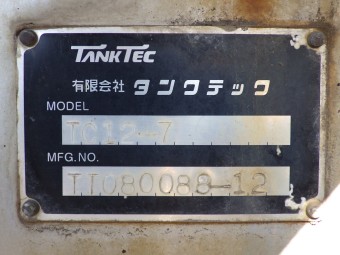 TANKTEC
有限会社 タンクテック
MODEL
TC12-7
MFG.NO.
TT080088-12